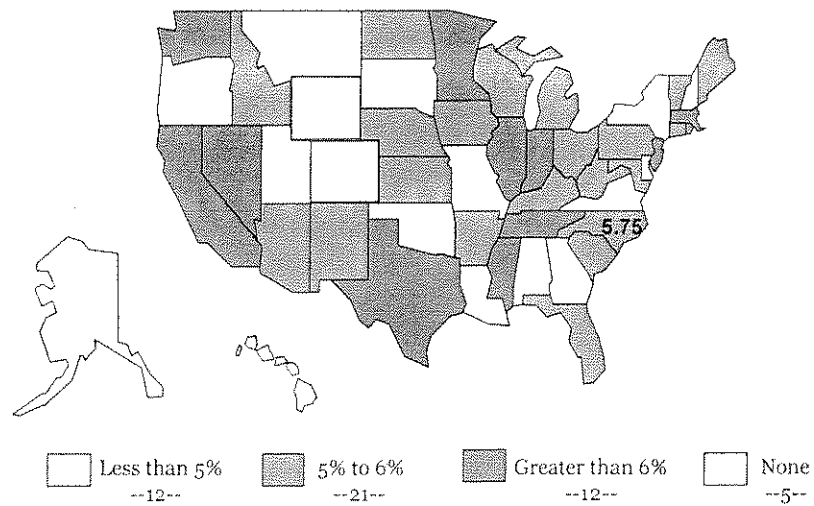 5.75
Less than 5%
--12--
5% to 6%
--21--
Greater than 6%
--12--
None
--5--